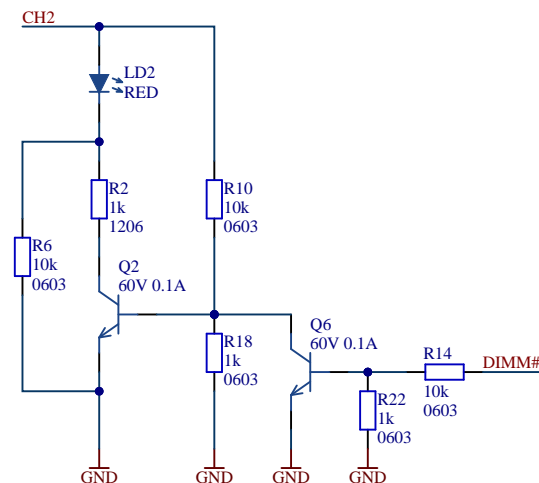 CH2
LD2
RED
R2
1k
1206
R10
10k
0603
R6
10k
0603
Q2
60V 0.1A
R18
1k
0603
Q6
60V 0.1A
R14
10k
0603
DIMM#
R22
1k
0603
GND
GND
GND
GND